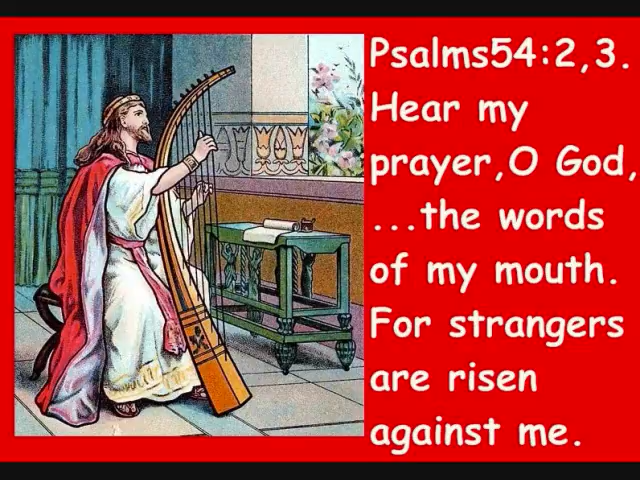 Psalms54:2,3.
Hear my
prayer,O God,
...the words
of my mouth.
For strangers
are risen
against me.